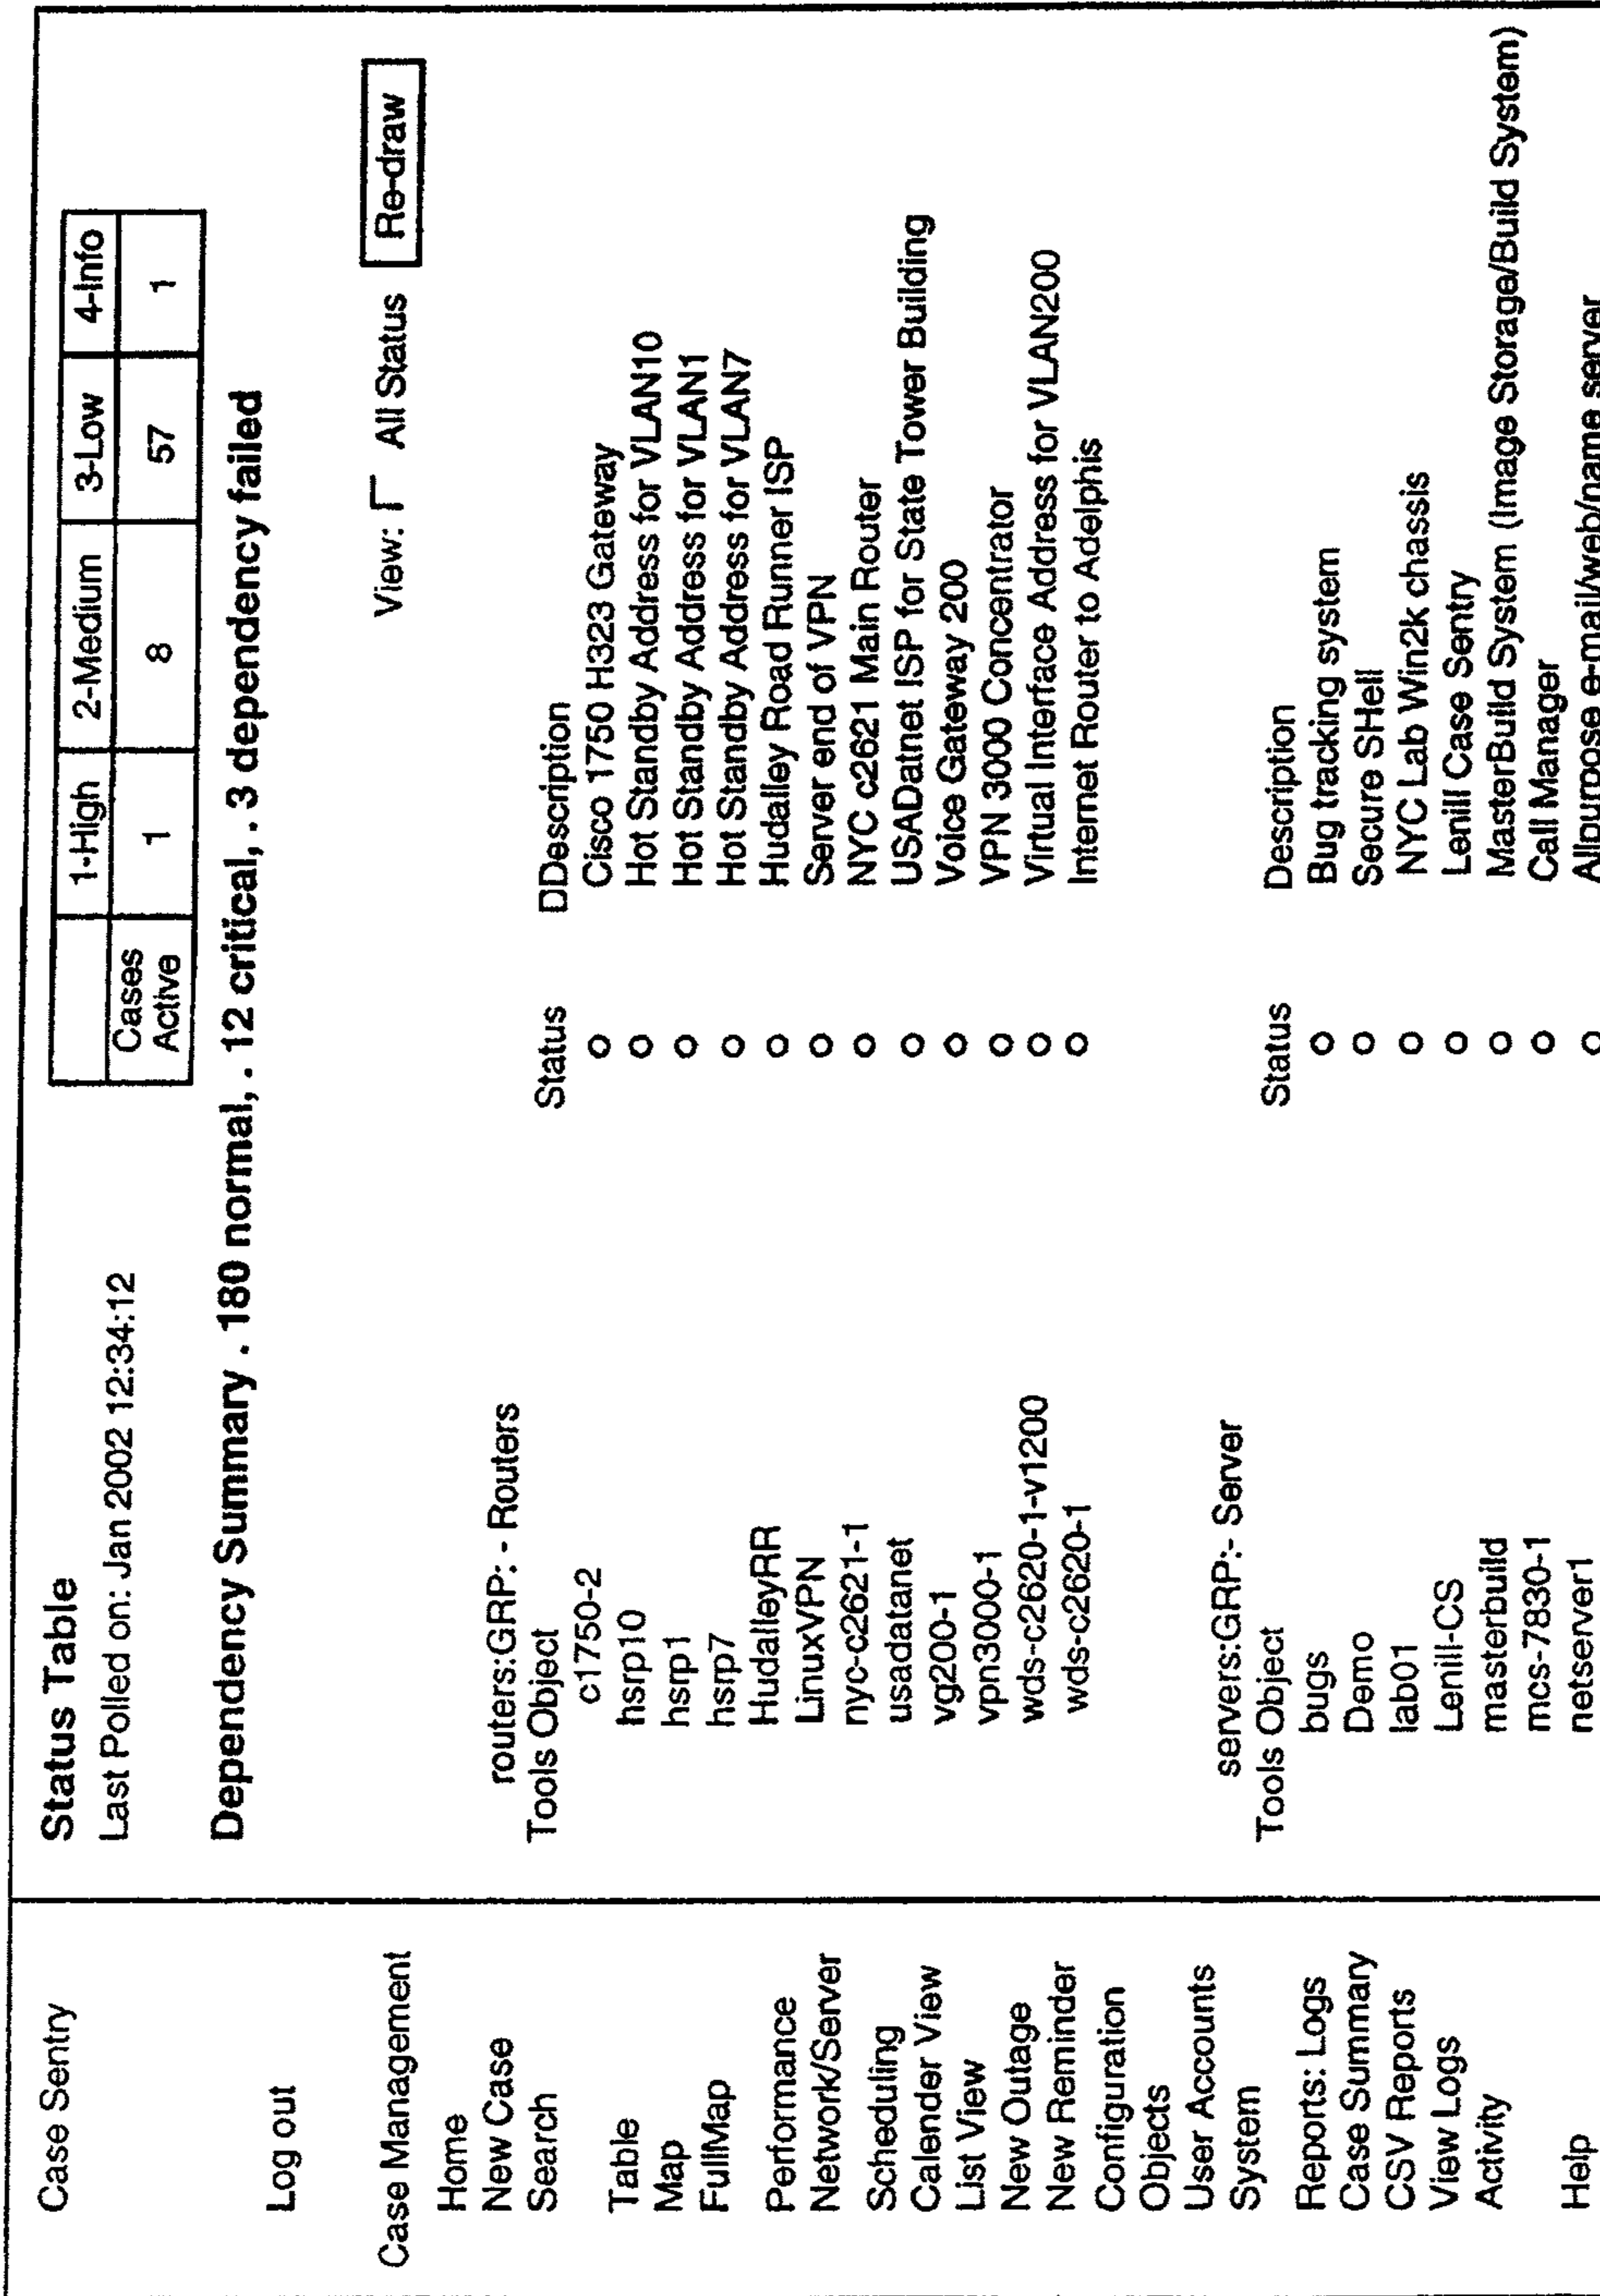 Case Sentry
Log out
Case Management
Home
New Case
Search
Table
Map
FullMap
Performance
Network/Server
Scheduling
Calender View
List View
New Outage
New Reminder
Configuration
Objects
User Accounts
System
Reports: Logs
Case Summary
CSV Reports
View Logs
Activity
Help
Status Table
Last Polled on: Jan 2002 12:34:12
1-High 2-Medium 3-Low 4-Info
Cases Active 1 8 57 1
Dependency Summary . 180 normal, . 12 critical, . 3 dependency failed
View: All Status Re-draw
routers:GRP: - Routers
Tools Object Status DDescription
c1750-2 Cisco 1750 H323 Gateway
hsrp10 Hot Standby Address for VLAN10
hsrp1 Hot Standby Address for VLAN1
hsrp7 Hot Standby Address for VLAN7
HudalleyRR Hudalley Road Runner ISP
LinuxVPN Server end of VPN
nyc-c2621-1 NYC c2621 Main Router
usadatanet USADatnet ISP for State Tower Building
vg200-1 Voice Gateway 200
vpn3000-1 VPN 3000 Concentrator
wds-c2620-1-v1200 Virtual Interface Address for VLAN200
wds-c2620-1 Internet Router to Adelphis
servers:GRP:- Server
Tools Object Status Description
bugs Bug tracking system
Demo Secure SHell
lab01 NYC Lab Win2k chassis
Lenill-CS Lenill Case Sentry
masterbuild MasterBuild System (Image Storage/Build System)
mcs-7830-1 Call Manager
netserver1 Allpurpose e-mail/web/name server